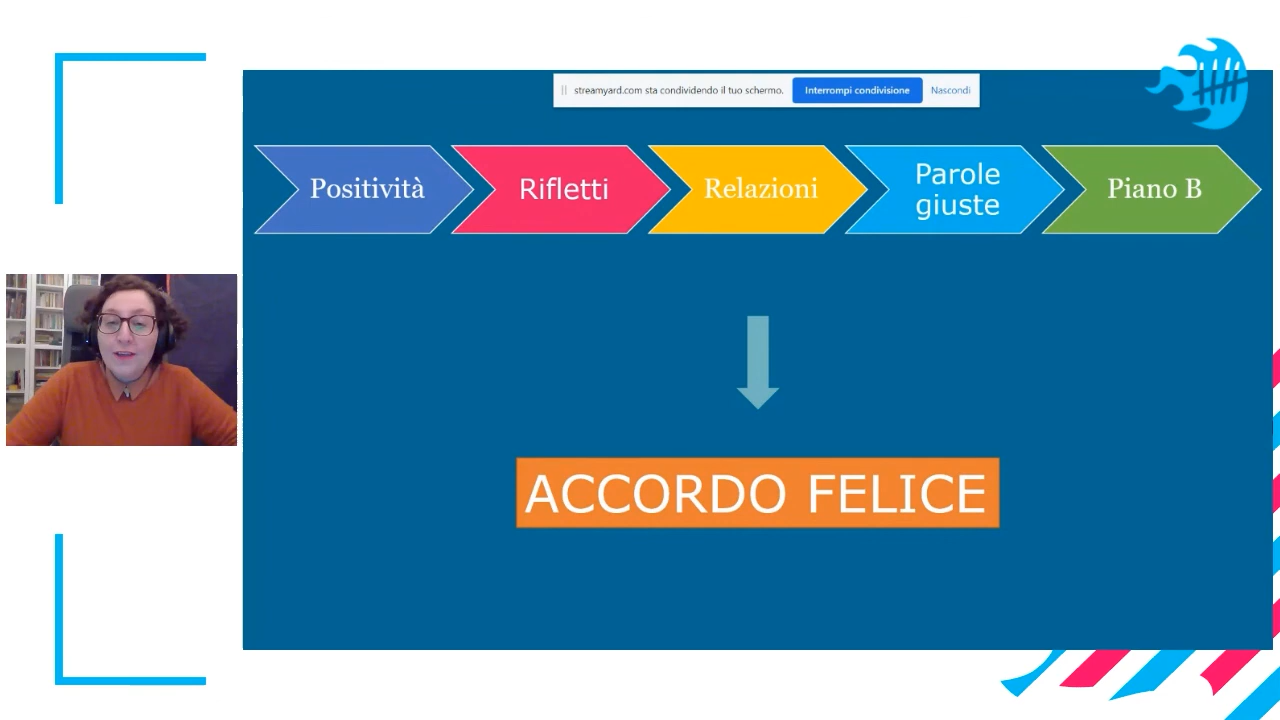 streamyard.com sta condividendo il tuo schermo.
Interrompi condivisione
Nascondi
Positività
Rifletti
Relazioni
Parole
giuste
Piano B
ACCORDO FELICE